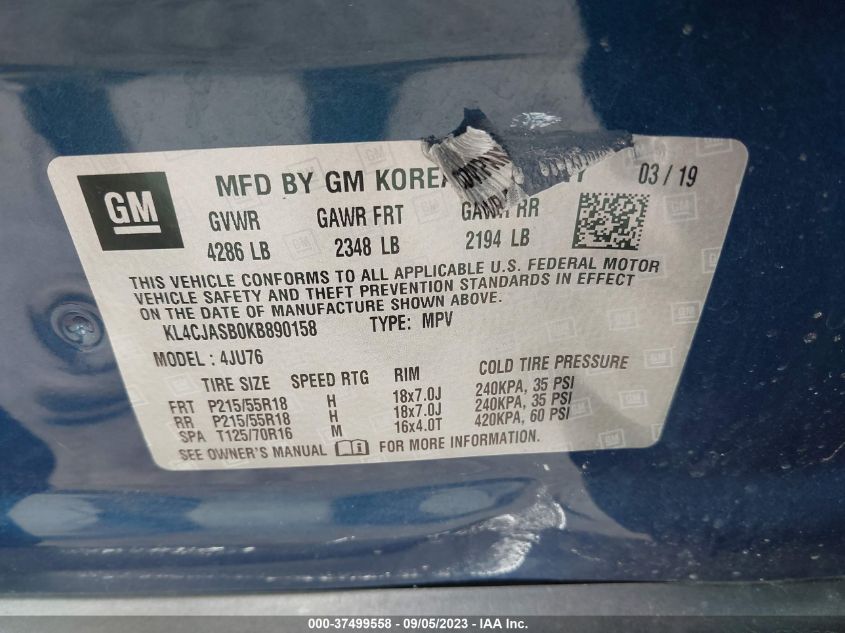 GM
MFD BY GM KOREA 03/19
GVWR GAWR FRT GAWR RR
4286 LB 2348 LB 2194 LB
THIS VEHICLE CONFORMS TO ALL APPLICABLE U.S. FEDERAL MOTOR
VEHICLE SAFETY AND THEFT PREVENTION STANDARDS IN EFFECT
ON THE DATE OF MANUFACTURE SHOWN ABOVE.
KL4CJASB0KB890158 TYPE: MPV
MODEL: 4JU76
TIRE SIZE SPEED RTG RIM COLD TIRE PRESSURE
FRT P215/55R18 H 18x7.0J 240KPA, 35 PSI
RR P215/55R18 H 18x7.0J 240KPA, 35 PSI
SPA T125/70R16 M 16x4.0T 420KPA, 60 PSI
SEE OWNER'S MANUAL FOR MORE INFORMATION.
000-37499558 - 09/05/2023 - IAA Inc.